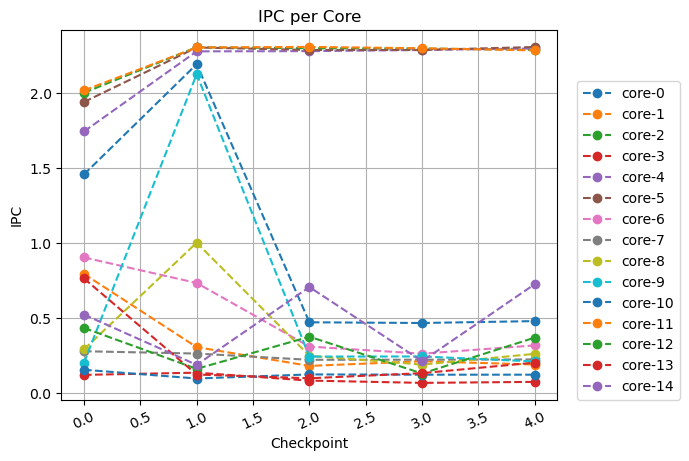 IPC per Core
IPC
2.0
1.5
1.0
0.5
0.0
0.0
0.5
1.0
1.5
2.0
2.5
3.0
3.5
4.0
Checkpoint
core-0
core-1
core-2
core-3
core-4
core-5
core-6
core-7
core-8
core-9
core-10
core-11
core-12
core-13
core-14